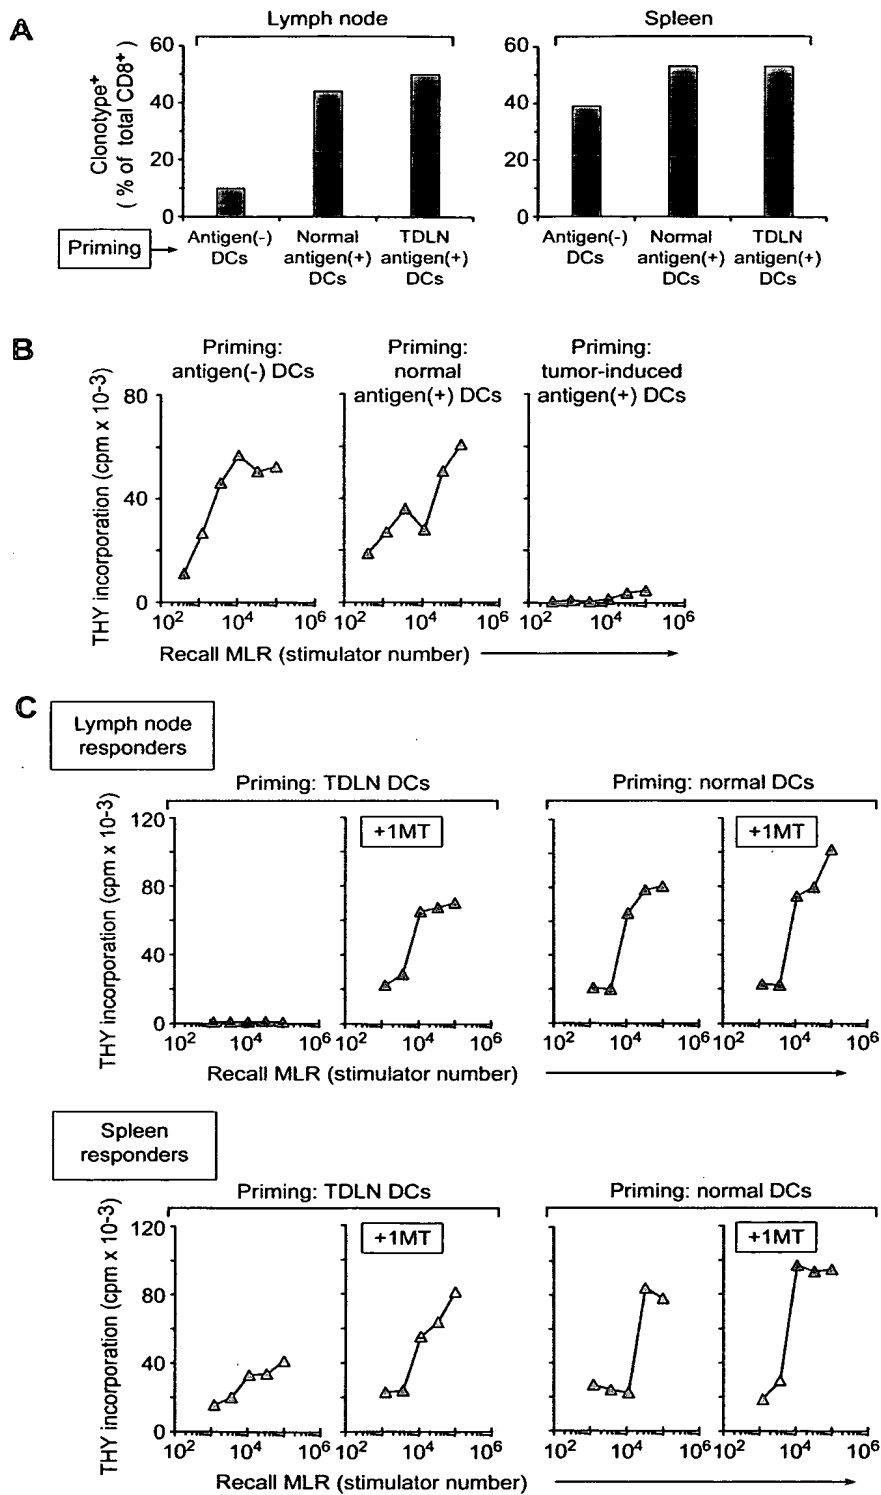 A
Lymph node
Spleen
Clonotype+
( % of total CD8+)
60
40
20
0
60
40
20
0
Priming
Antigen(-)
DCs
Normal
antigen(+)
DCs
TDLN
antigen(+)
DCs
Antigen(-)
DCs
Normal
antigen(+)
DCs
TDLN
antigen(+)
DCs
B
Priming:
antigen(-) DCs
Priming:
normal
antigen(+) DCs
Priming:
tumor-induced
antigen(+) DCs
THY incorporation (cpm x 10-3)
80
40
0
10² 10⁴ 10⁶
10² 10⁴ 10⁶
10² 10⁴ 10⁶
Recall MLR (stimulator number)
C
Lymph node
responders
Priming: TDLN DCs
Priming: normal DCs
+1MT
+1MT
THY incorporation (cpm x 10-3)
120
80
40
0
10² 10⁴ 10⁶
10² 10⁴ 10⁶
10² 10⁴ 10⁶
10² 10⁴ 10⁶
Recall MLR (stimulator number)
Spleen
responders
Priming: TDLN DCs
Priming: normal DCs
+1MT
+1MT
THY incorporation (cpm x 10-3)
120
80
40
0
10² 10⁴ 10⁶
10² 10⁴ 10⁶
10² 10⁴ 10⁶
10² 10⁴ 10⁶
Recall MLR (stimulator number)